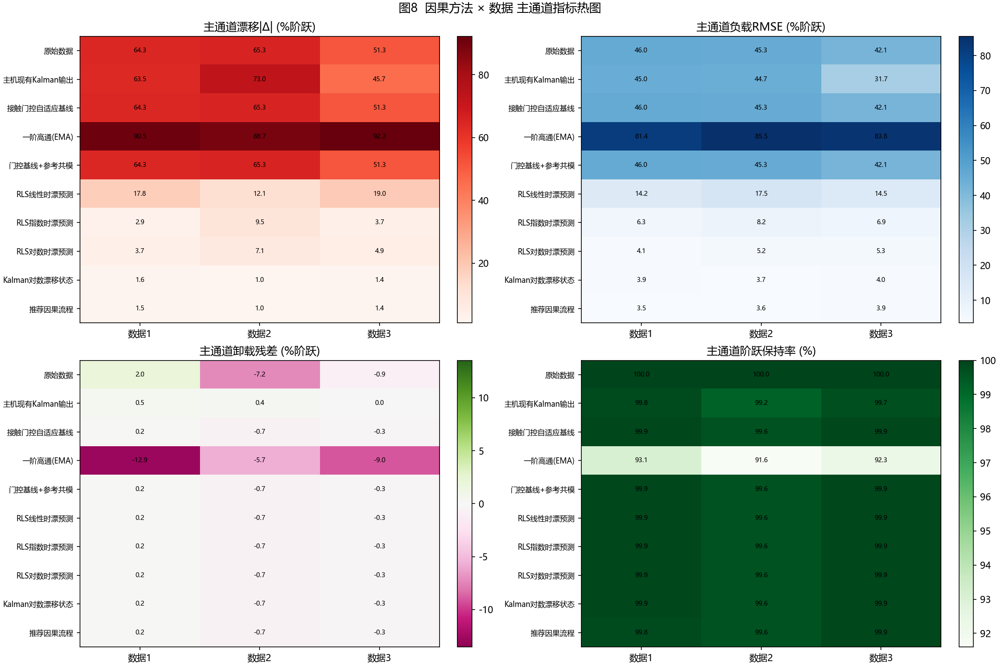 图8  因果方法 × 数据 主通道指标热图
主通道漂移|Δ| (%阶跃)
原始数据 64.3 65.3 51.3
主机现有Kalman输出 63.5 73.0 45.7
接触门控自适应基线 64.3 65.3 51.3
一阶高通(EMA) 90.5 88.7 92.2
门控基线+参考共模 64.3 65.3 51.3
RLS线性时漂预测 17.8 12.1 19.0
RLS指数时漂预测 2.9 9.5 3.7
RLS对数时漂预测 3.7 7.1 4.9
Kalman对数漂移状态 1.6 1.0 1.4
推荐因果流程 1.5 1.0 1.4
数据1 数据2 数据3
80
60
40
20
主通道负载RMSE (%阶跃)
原始数据 46.0 45.3 42.1
主机现有Kalman输出 45.0 44.7 31.7
接触门控自适应基线 46.0 45.3 42.1
一阶高通(EMA) 81.4 85.5 83.8
门控基线+参考共模 46.0 45.3 42.1
RLS线性时漂预测 14.2 17.5 14.5
RLS指数时漂预测 6.3 8.2 6.9
RLS对数时漂预测 4.1 5.2 5.3
Kalman对数漂移状态 3.9 3.7 4.0
推荐因果流程 3.5 3.6 3.9
数据1 数据2 数据3
80
70
60
50
40
30
20
10
主通道卸载残差 (%阶跃)
原始数据 2.0 -7.2 -0.9
主机现有Kalman输出 0.5 0.4 0.0
接触门控自适应基线 0.2 -0.7 -0.3
一阶高通(EMA) -12.9 -5.7 -9.0
门控基线+参考共模 0.2 -0.7 -0.3
RLS线性时漂预测 0.2 -0.7 -0.3
RLS指数时漂预测 0.2 -0.7 -0.3
RLS对数时漂预测 0.2 -0.7 -0.3
Kalman对数漂移状态 0.2 -0.7 -0.3
推荐因果流程 0.2 -0.7 -0.3
数据1 数据2 数据3
10
5
0
-5
-10
主通道阶跃保持率 (%)
原始数据 100.0 100.0 100.0
主机现有Kalman输出 99.8 99.2 99.7
接触门控自适应基线 99.9 99.6 99.9
一阶高通(EMA) 93.1 91.6 92.3
门控基线+参考共模 99.9 99.6 99.9
RLS线性时漂预测 99.9 99.6 99.9
RLS指数时漂预测 99.9 99.6 99.9
RLS对数时漂预测 99.9 99.6 99.9
Kalman对数漂移状态 99.9 99.6 99.9
推荐因果流程 99.8 99.6 99.9
数据1 数据2 数据3
100
99
98
97
96
95
94
93
92